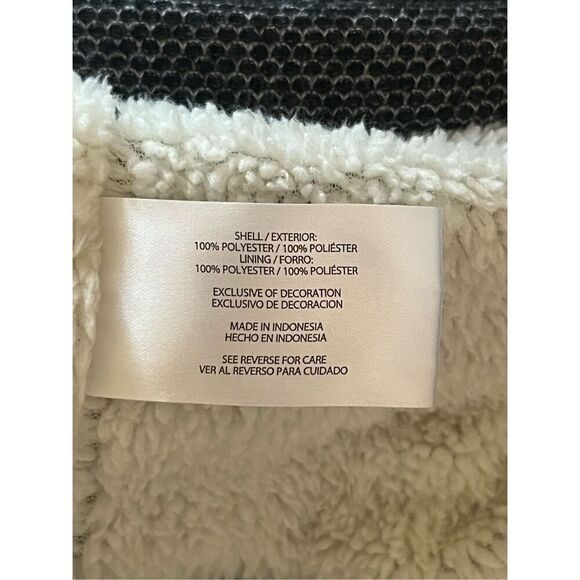 SHELL / EXTERIOR:
100% POLYESTER / 100% POLIÉSTER
LINING / FORRO:
100% POLYESTER / 100% POLIÉSTER
EXCLUSIVE OF DECORATION
EXCLUSIVO DE DECORACION
MADE IN INDONESIA
HECHO EN INDONESIA
SEE REVERSE FOR CARE
VER AL REVERSO PARA CUIDADO